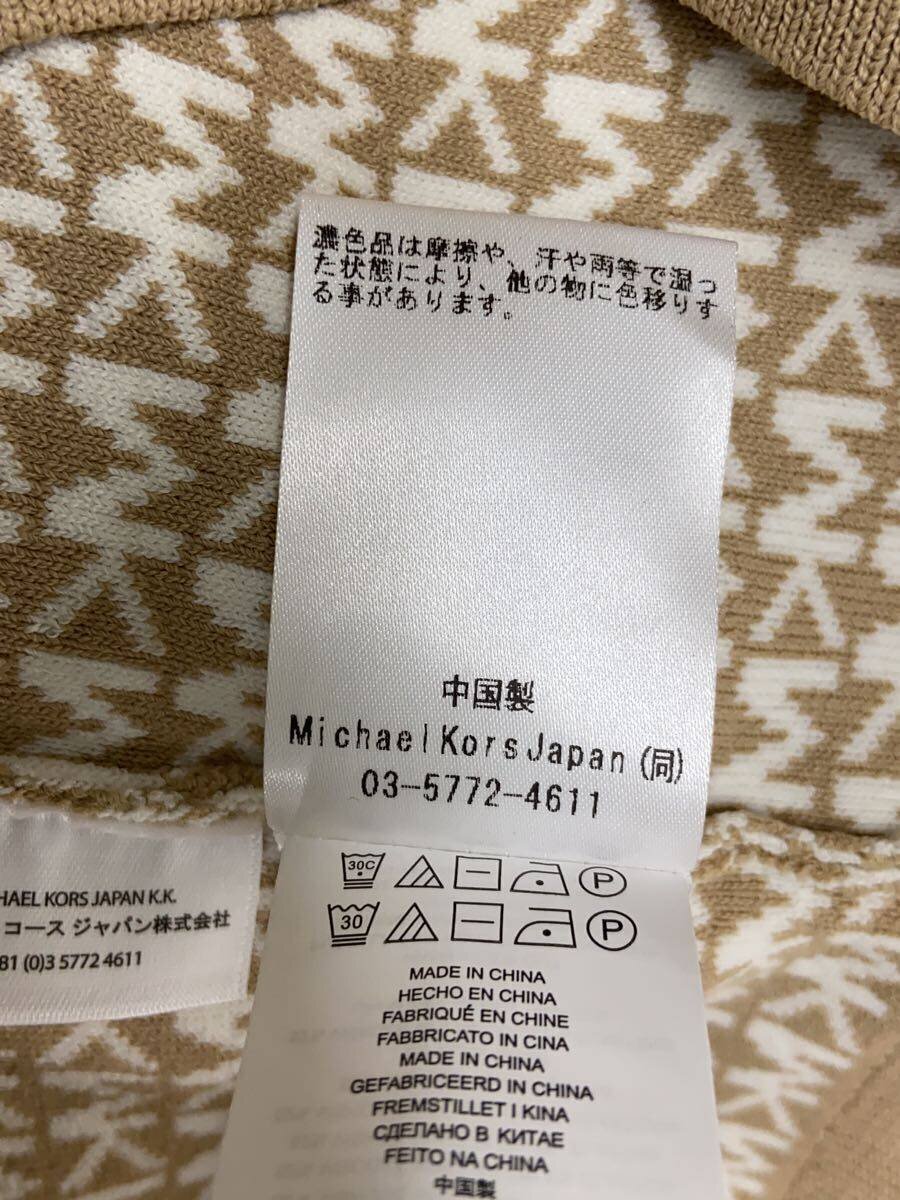 濃色品は摩擦や、汗や雨等で湿っ
た状態により、他の物に色移りす
る事があります。
中国製
Michael Kors Japan (同)
03-5772-4611
HAEL KORS JAPAN K.K.
コース ジャパン株式会社
81 (0)3 5772 4611
30C P
30 P
MADE IN CHINA
HECHO EN CHINA
FABRIQUÉ EN CHINE
FABBRICATO IN CINA
MADE IN CHINA
GEFABRICEERD IN CHINA
FREMSTILLET I KINA
СДЕЛАНО В КИТАЕ
FEITO NA CHINA
中国製